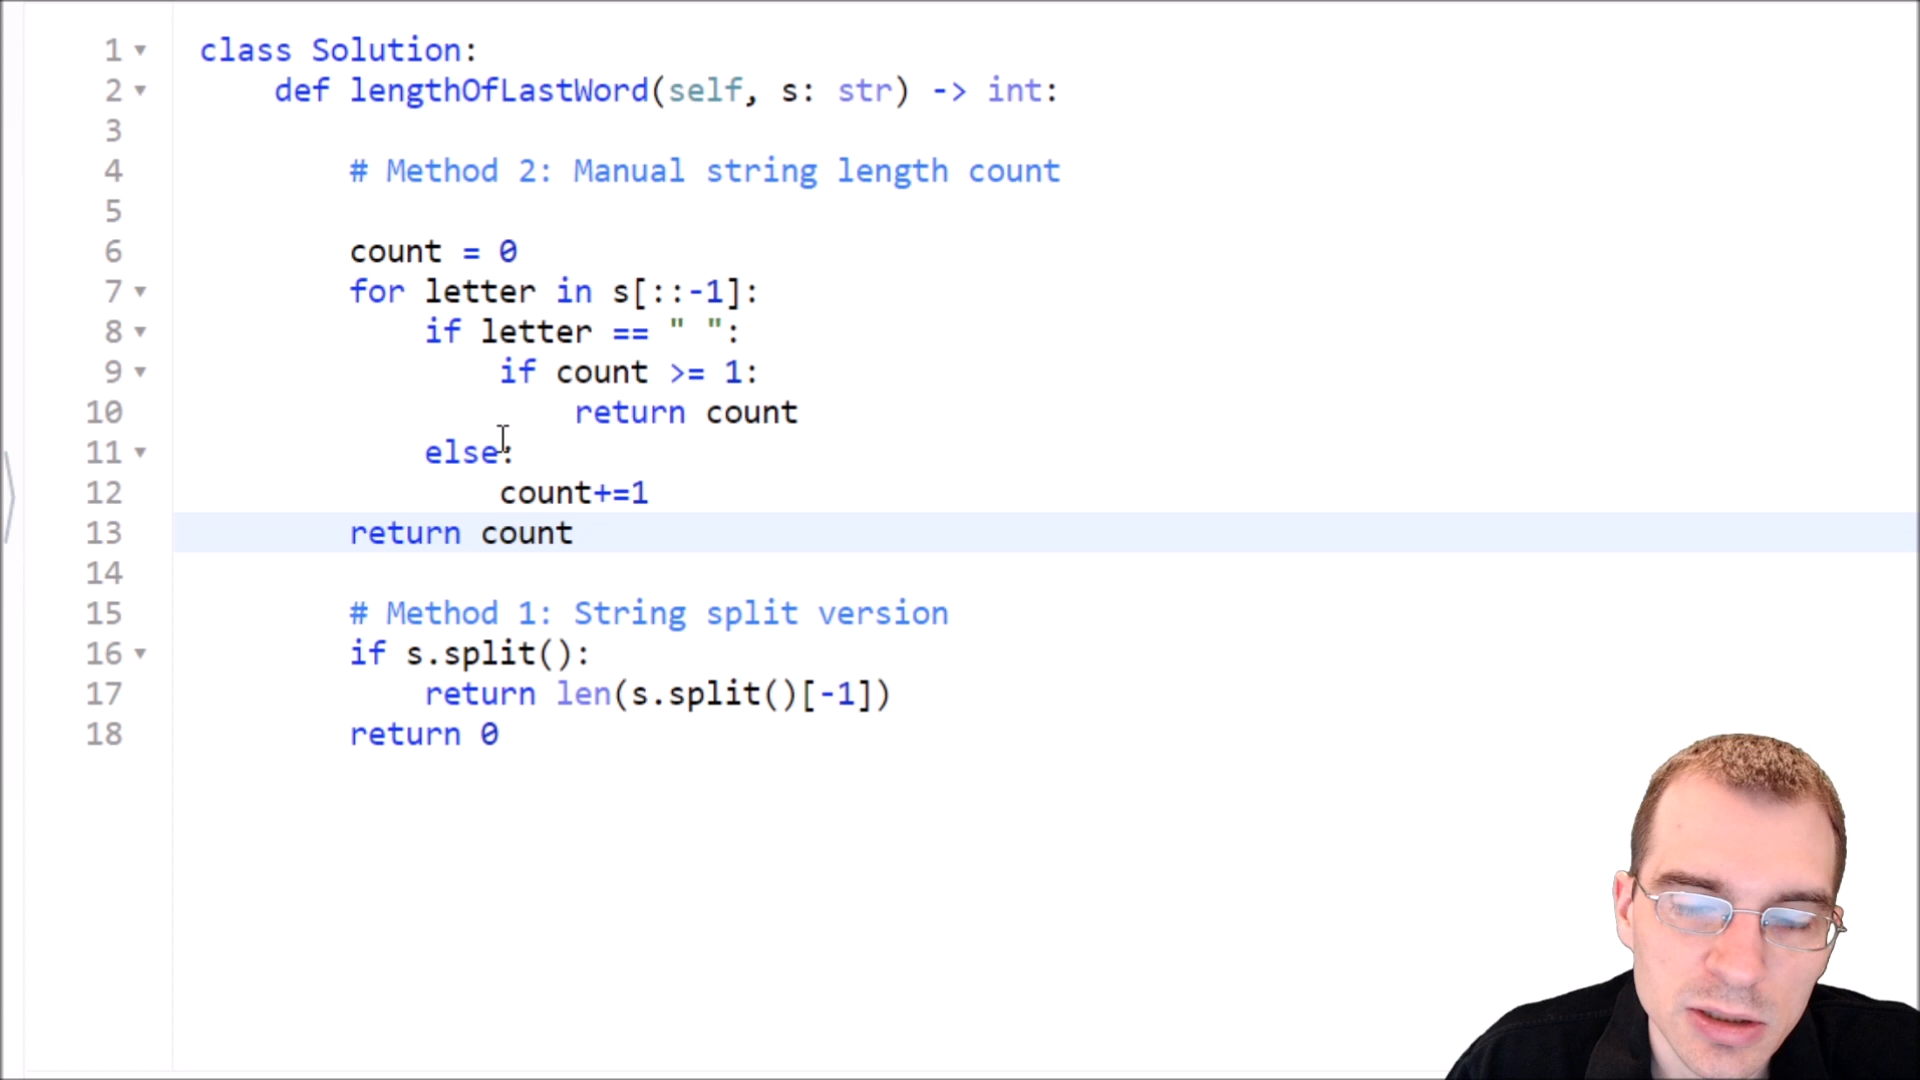 1 class Solution:
2 def lengthOfLastWord(self, s: str) -> int:
3
4 # Method 2: Manual string length count
5
6 count = 0
7 for letter in s[::-1]:
8 if letter == " ":
9 if count >= 1:
10 return count
11 else:
12 count+=1
13 return count
14
15 # Method 1: String split version
16 if s.split():
17 return len(s.split()[-1])
18 return 0